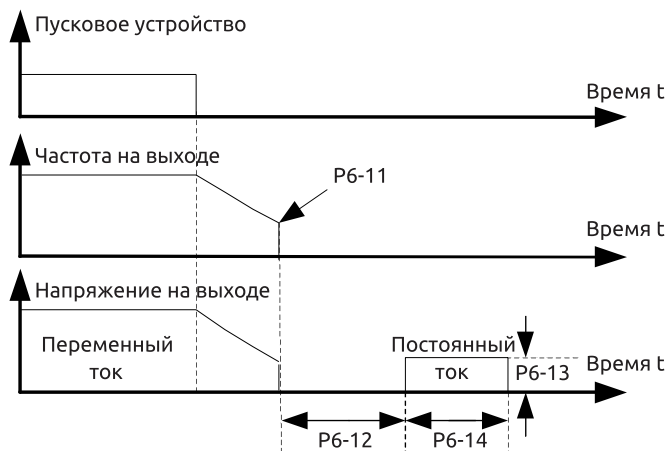 Пусковое устройство
Время t
Частота на выходе
P6-11
Время t
Напряжение на выходе
Переменный
ток
Постоянный
ток
Время t
P6-13
P6-12
P6-14